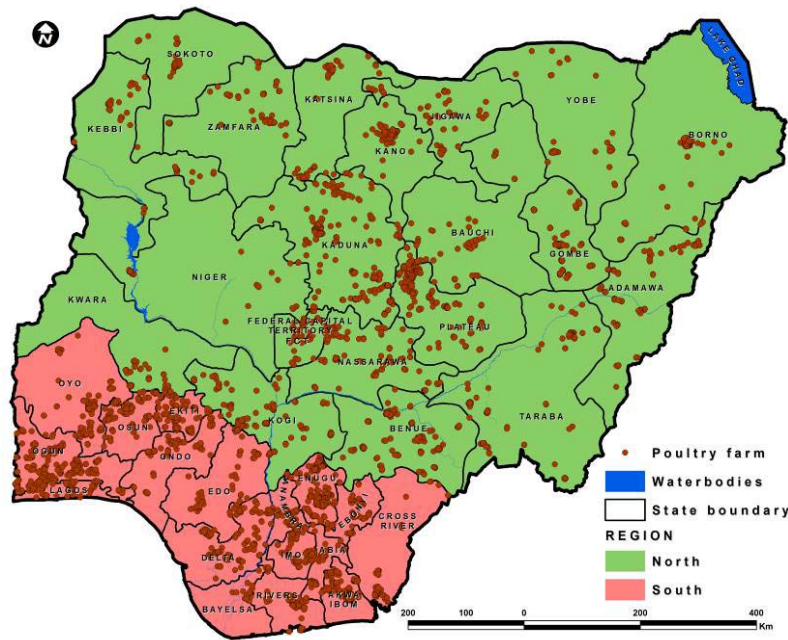 N
SOKOTO
KEBBI
ZAMFARA
KATSINA
KANO
JIGAWA
YOBE
BORNO
LAKE CHAD
BAUCHI
GOMBE
ADAMAWA
KADUNA
NIGER
KWARA
FEDERAL CAPITAL
TERRITORY
FCT
PLATEAU
NASSARAWA
TARABA
KOGI
BENUE
OYO
OSUN
EKITI
OGUN
LAGOS
ONDO
EDO
ENUGU
ANAMBRA
EBONYI
CROSS
RIVER
DELTA
IMO
ABIA
RIVERS
AKWA
IBOM
BAYELSA
Poultry farm
Waterbodies
State boundary
REGION
North
South
200 100 0 200 400
Km